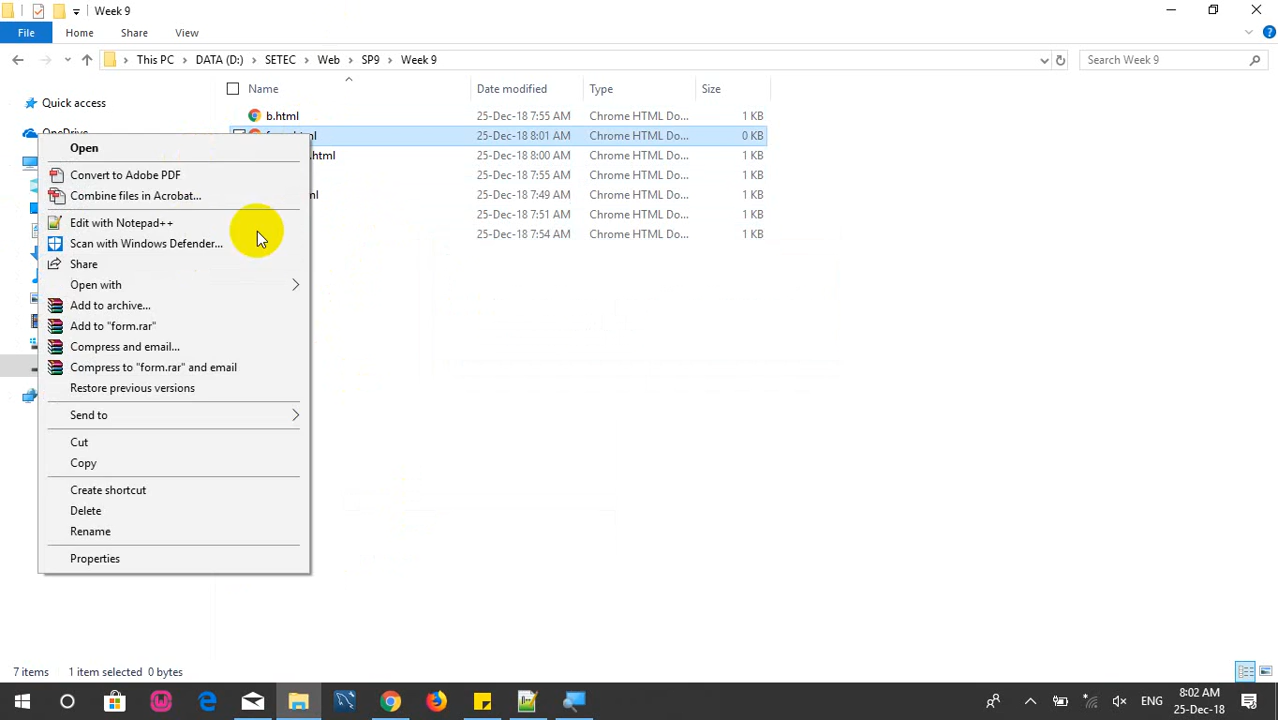 Week 9
File Home Share View
This PC DATA (D:) SETEC Web SP9 Week 9 Search Week 9
Name Date modified Type Size
Quick access
OneDrive
b.html 25-Dec-18 7:55 AM Chrome HTML Do... 1 KB
25-Dec-18 8:01 AM Chrome HTML Do... 0 KB
.html 25-Dec-18 8:00 AM Chrome HTML Do... 1 KB
25-Dec-18 7:55 AM Chrome HTML Do... 1 KB
25-Dec-18 7:49 AM Chrome HTML Do... 1 KB
25-Dec-18 7:51 AM Chrome HTML Do... 1 KB
25-Dec-18 7:54 AM Chrome HTML Do... 1 KB
Open
Convert to Adobe PDF
Combine files in Acrobat...
Edit with Notepad++
Scan with Windows Defender...
Share
Open with
Add to archive...
Add to "form.rar"
Compress and email...
Compress to "form.rar" and email
Restore previous versions
Send to
Cut
Copy
Create shortcut
Delete
Rename
Properties
7 items 1 item selected 0 bytes
ENG 8:02 AM
25-Dec-18